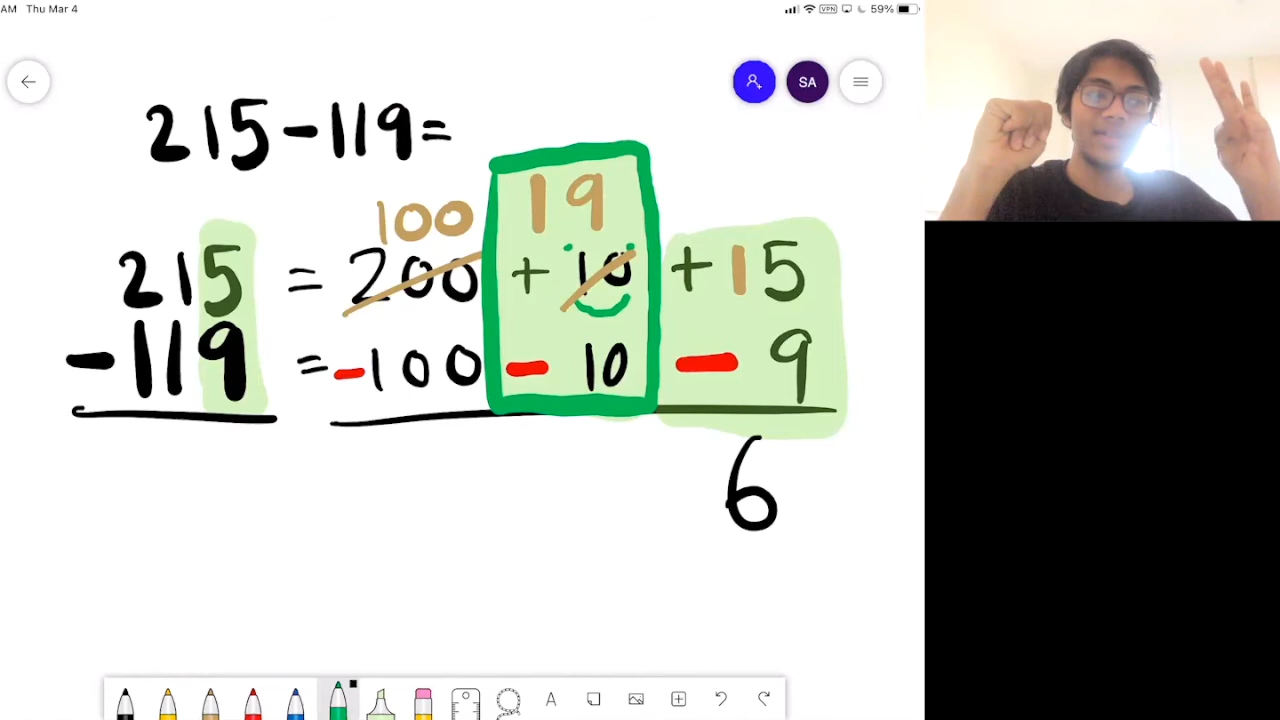 AM Thu Mar 4
VPN 59%
SA
215-119=
100 19
215 = 200 + 10 + 15
-119 = -100 - 10 - 9
6
A